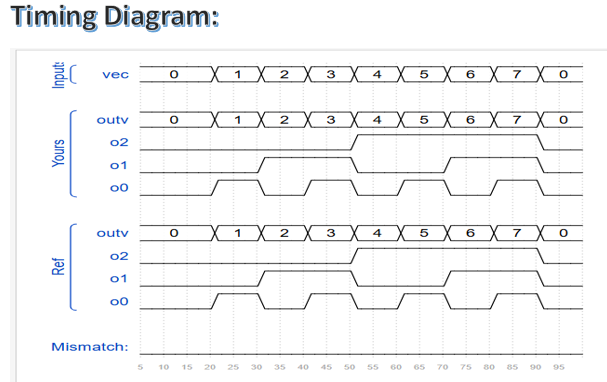 Timing Diagram:
Inputs vec 0 1 2 3 4 5 6 7 0
Yours
outv 0 1 2 3 4 5 6 7 0
o2
o1
o0
Ref
outv 0 1 2 3 4 5 6 7 0
o2
o1
o0
Mismatch:
5 10 15 20 25 30 35 40 45 50 55 60 65 70 75 80 85 90 95